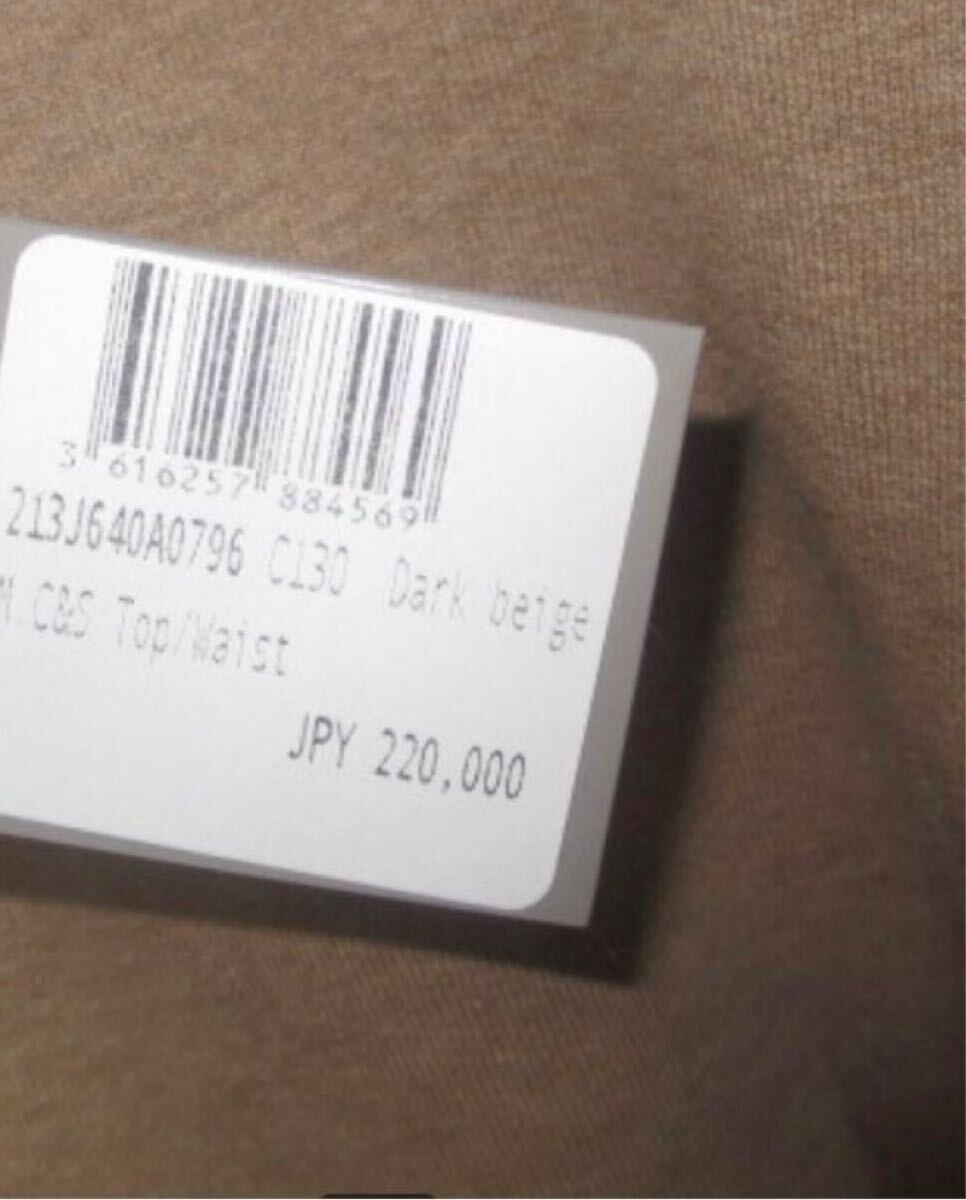 3 616257 884569
213J640A0796 C130 Dark beige
M C&S Top/Waist
JPY 220,000